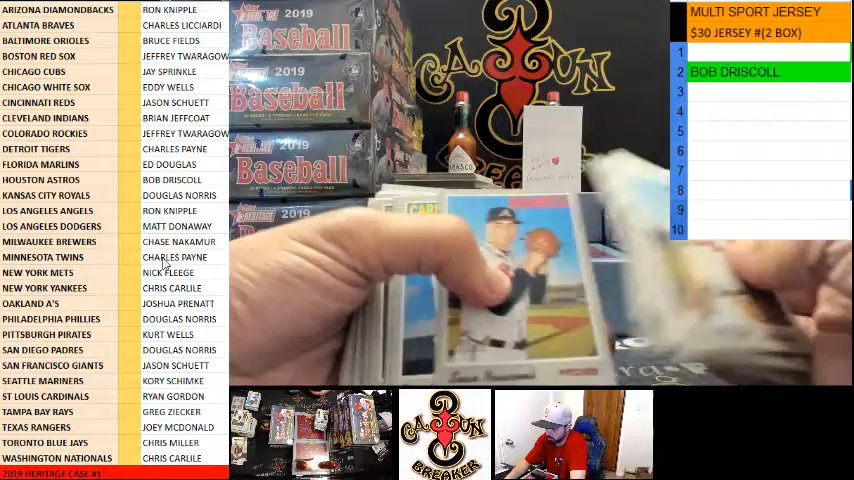 ARIZONA DIAMONDBACKS RON KNIPPLE
ATLANTA BRAVES CHARLES LICCIARDI
BALTIMORE ORIOLES BRUCE FIELDS
BOSTON RED SOX JEFFREY TWARAGOW
CHICAGO CUBS JAY SPRINKLE
CHICAGO WHITE SOX EDDY WELLS
CINCINNATI REDS JASON SCHUETT
CLEVELAND INDIANS BRIAN JEFFCOAT
COLORADO ROCKIES JEFFREY TWARAGOW
DETROIT TIGERS CHARLES PAYNE
FLORIDA MARLINS ED DOUGLAS
HOUSTON ASTROS BOB DRISCOLL
KANSAS CITY ROYALS DOUGLAS NORRIS
LOS ANGELES ANGELS RON KNIPPLE
LOS ANGELES DODGERS MATT DONAWAY
MILWAUKEE BREWERS CHASE NAKAMUR
MINNESOTA TWINS CHARLES PAYNE
NEW YORK METS NICK FLEEGE
NEW YORK YANKEES CHRIS CARLILE
OAKLAND A'S JOSHUA PRENATT
PHILADELPHIA PHILLIES DOUGLAS NORRIS
PITTSBURGH PIRATES KURT WELLS
SAN DIEGO PADRES DOUGLAS NORRIS
SAN FRANCISCO GIANTS JASON SCHUETT
SEATTLE MARINERS KORY SCHIMKE
ST LOUIS CARDINALS RYAN GORDON
TAMPA BAY RAYS GREG ZIECKER
TEXAS RANGERS JOEY MCDONALD
TORONTO BLUE JAYS CHRIS MILLER
WASHINGTON NATIONALS CHRIS CARLILE
2019 HERITAGE CASE #1
2019
Baseball
2019
Baseball
2019
Baseball
HERITAGE 2019
CAJUN
BREAKER
TABASCO
MULTI SPORT JERSEY
$30 JERSEY #(2 BOX)
1
2 BOB DRISCOLL
3
4
5
6
7
8
9
10
CAJUN
BREAKER